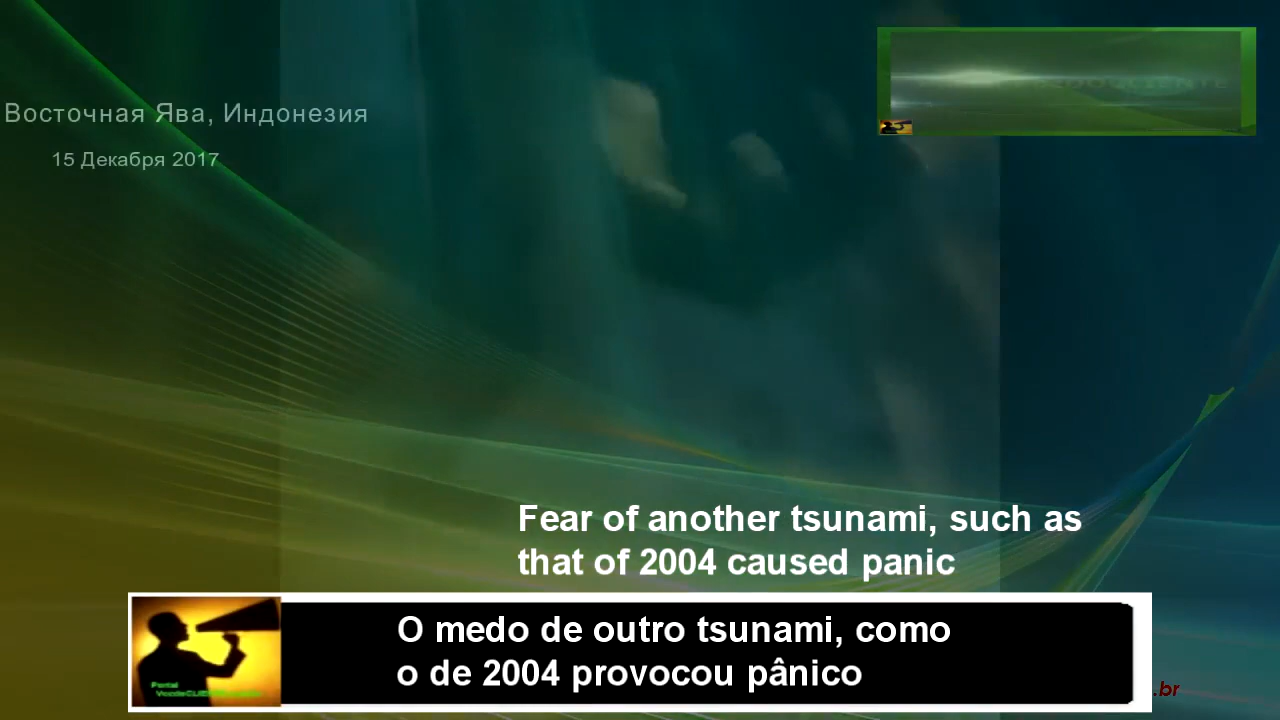 Восточная Ява, Индонезия
15 Декабря 2017
Fear of another tsunami, such as
that of 2004 caused panic
O medo de outro tsunami, como
o de 2004 provocou pânico
Portal
.br